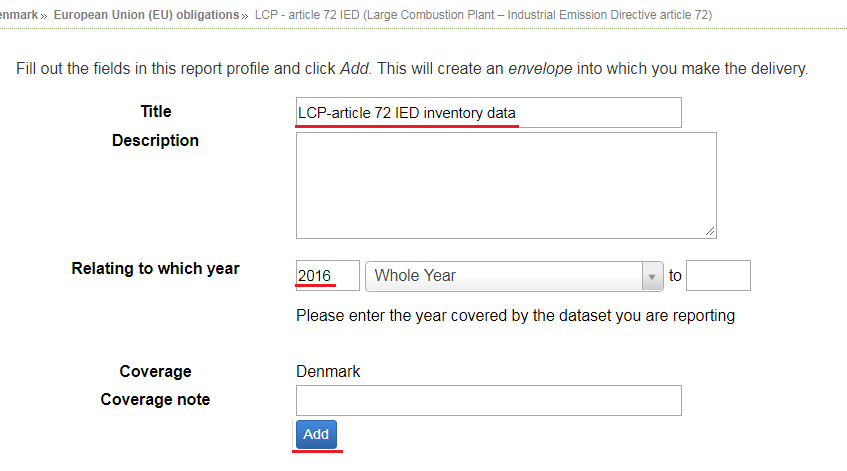 European Union (EU) obligations » LCP - article 72 IED (Large Combustion Plant – Industrial Emission Directive article 72)
Fill out the fields in this report profile and click Add. This will create an envelope into which you make the delivery.
Title LCP-article 72 IED inventory data
Description
Relating to which year 2016 Whole Year to
Please enter the year covered by the dataset you are reporting
Coverage Denmark
Coverage note
Add